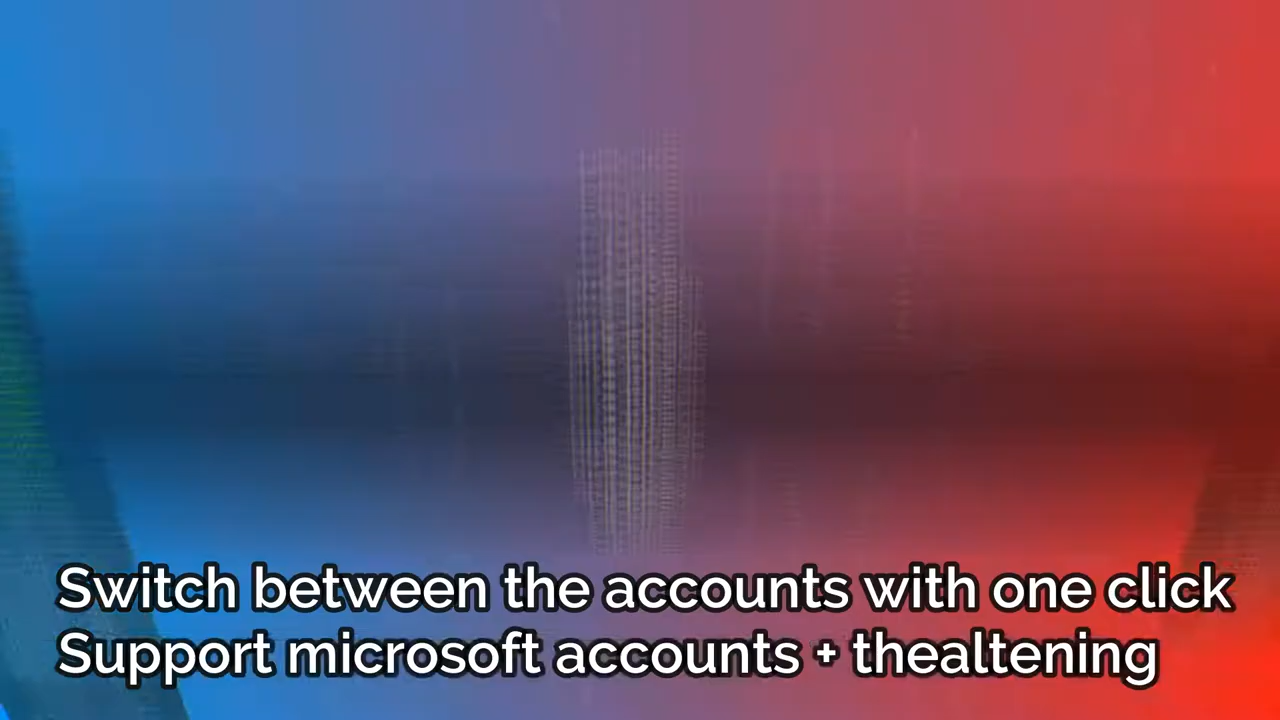 Switch between the accounts with one click
Support microsoft accounts + thealtening